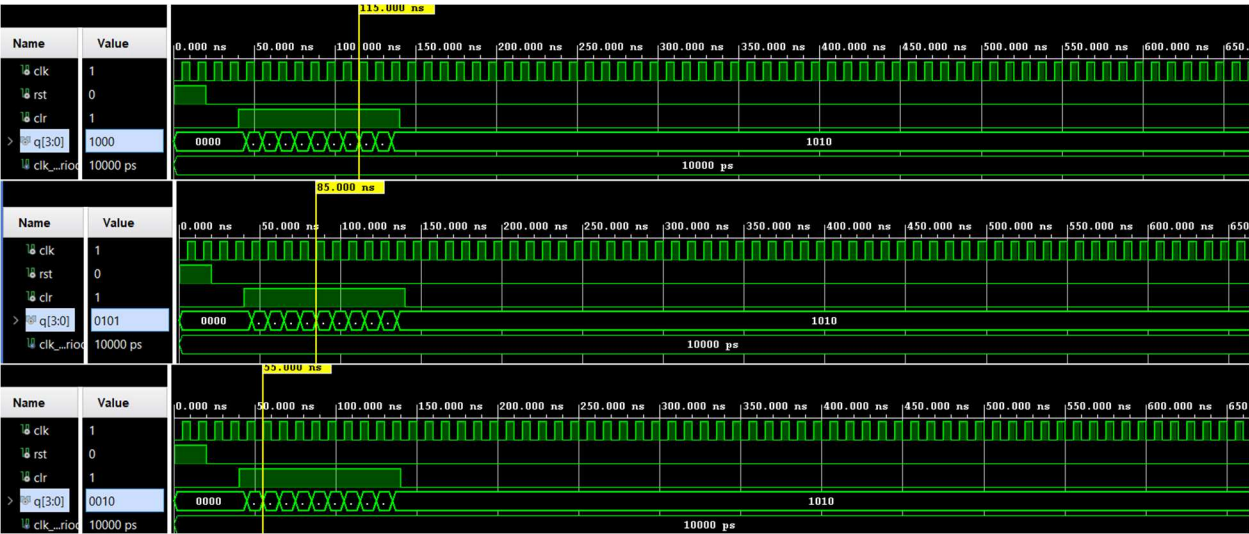 115.000 ns
Name Value 0.000 ns 50.000 ns 100.000 ns 150.000 ns 200.000 ns 250.000 ns 300.000 ns 350.000 ns 400.000 ns 450.000 ns 500.000 ns 550.000 ns 600.000 ns 650.
clk 1
rst 0
clr 1
q[3:0] 1000 0000 1010
clk_...riod 10000 ps 10000 ps
85.000 ns
Name Value 0.000 ns 50.000 ns 100.000 ns 150.000 ns 200.000 ns 250.000 ns 300.000 ns 350.000 ns 400.000 ns 450.000 ns 500.000 ns 550.000 ns 600.000 ns 650
clk 1
rst 0
clr 1
q[3:0] 0101 0000 1010
clk_...riod 10000 ps 10000 ps
55.000 ns
Name Value 0.000 ns 50.000 ns 100.000 ns 150.000 ns 200.000 ns 250.000 ns 300.000 ns 350.000 ns 400.000 ns 450.000 ns 500.000 ns 550.000 ns 600.000 ns 650
clk 1
rst 0
clr 1
q[3:0] 0010 0000 1010
clk_...riod 10000 ps 10000 ps